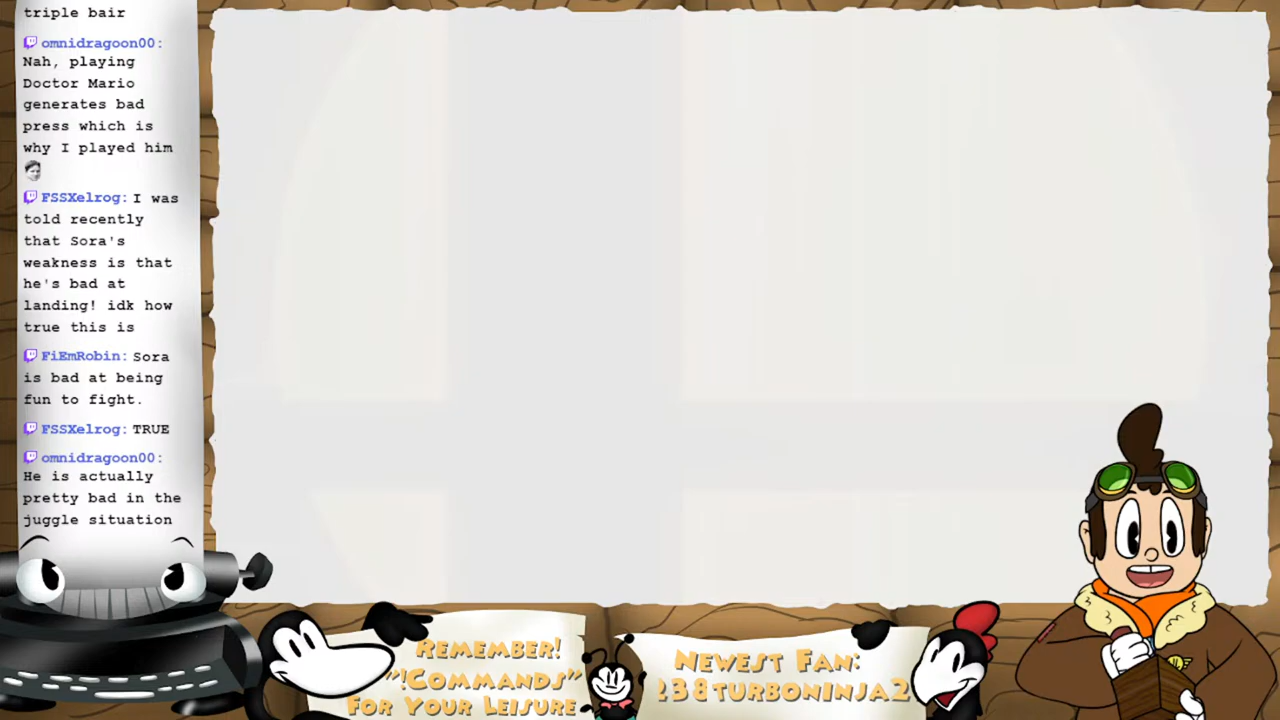 triple bair
omnidragoon00:
Nah, playing
Doctor Mario
generates bad
press which is
why I played him
FSSXelrog: I was
told recently
that Sora's
weakness is that
he's bad at
landing! idk how
true this is
FiEmRobin: Sora
is bad at being
fun to fight.
FSSXelrog: TRUE
omnidragoon00:
He is actually
pretty bad in the
juggle situation
Remember!
"!Commands"
For Your Leisure
Newest Fan:
238turboninja2